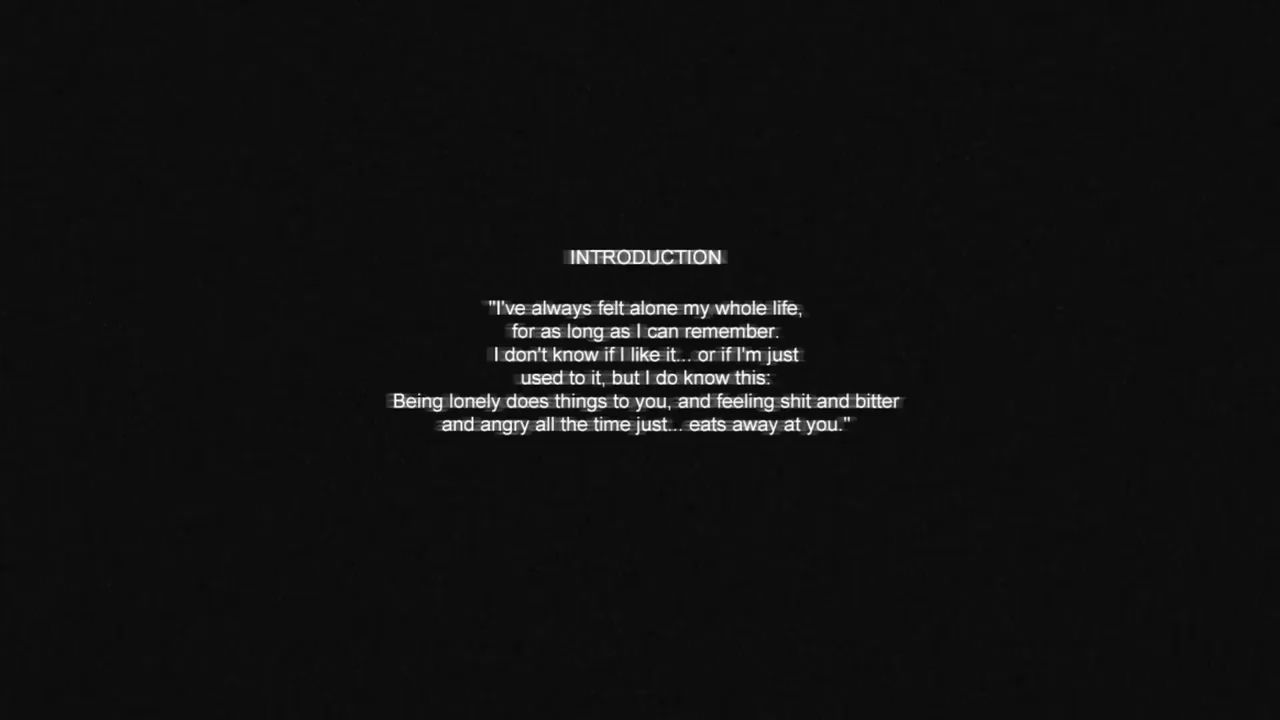 INTRODUCTION
"I've always felt alone my whole life,
for as long as I can remember.
I don't know if I like it... or if I'm just
used to it, but I do know this:
Being lonely does things to you, and feeling shit and bitter
and angry all the time just... eats away at you."